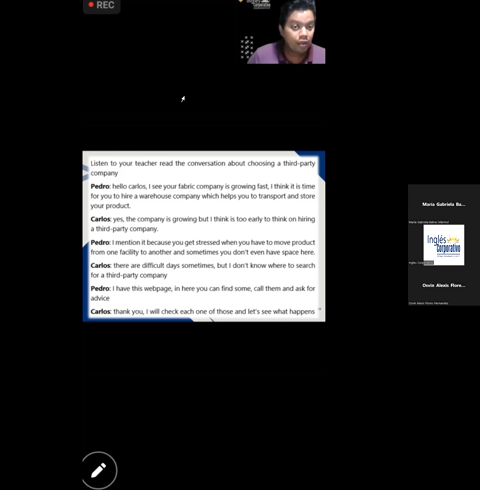 REC
Listen to your teacher read the conversation about choosing a third-party
company
Pedro: hello carlos, I see your fabric company is growing fast, I think it is time
for you to hire a warehouse company which helps you to transport and store
your product.
Carlos: yes, the company is growing but I think is too early to think on hiring
a third-party company.
Pedro: I mention it because you get stressed when you have to move product
from one facility to another and sometimes you don't even have space here.
Carlos: there are difficult days sometimes, but I don't know where to search
for a third-party company
Pedro: I have this webpage, in here you can find some, call them and ask for
advice
Carlos: thank you, I will check each one of those and let's see what happens
Maria Gabriela Ba...
Inglés
Corporativo
Osvin Alexis Flore...